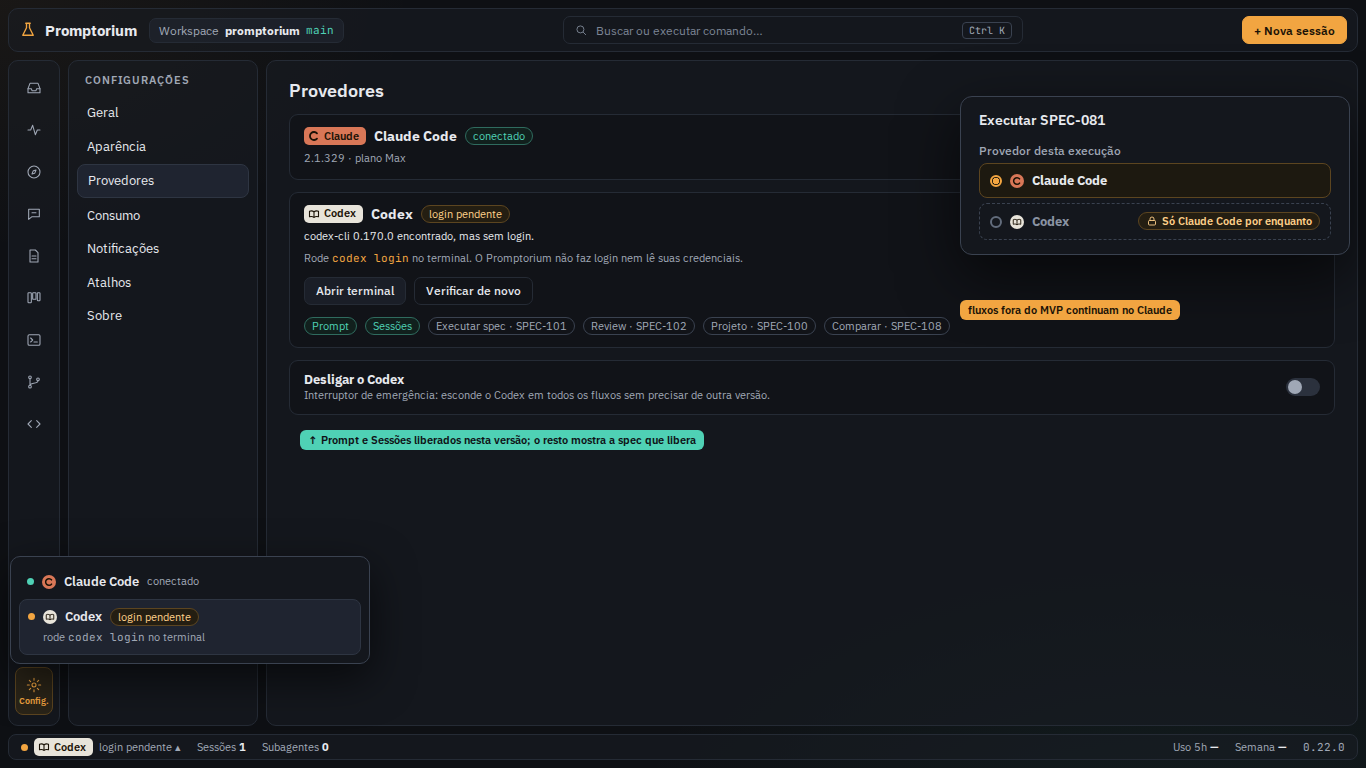 Promptorium
Workspace promptorium main
Buscar ou executar comando...
Ctrl K
+ Nova sessão
CONFIGURAÇÕES
Geral
Aparência
Provedores
Consumo
Notificações
Atalhos
Sobre
Provedores
Claude Claude Code conectado
2.1.329 · plano Max
Codex Codex login pendente
codex-cli 0.170.0 encontrado, mas sem login.
Rode codex login no terminal. O Promptorium não faz login nem lê suas credenciais.
Abrir terminal Verificar de novo
Prompt Sessões Executar spec · SPEC-101 Review · SPEC-102 Projeto · SPEC-100 Comparar · SPEC-108
Executar SPEC-081
Provedor desta execução
Claude Code
Codex Só Claude Code por enquanto
fluxos fora do MVP continuam no Claude
Desligar o Codex
Interruptor de emergência: esconde o Codex em todos os fluxos sem precisar de outra versão.
↑ Prompt e Sessões liberados nesta versão; o resto mostra a spec que libera
Claude Code conectado
Codex login pendente
rode codex login no terminal
Config.
Codex login pendente ▴ Sessões 1 Subagentes 0
Uso 5h — Semana — 0.22.0